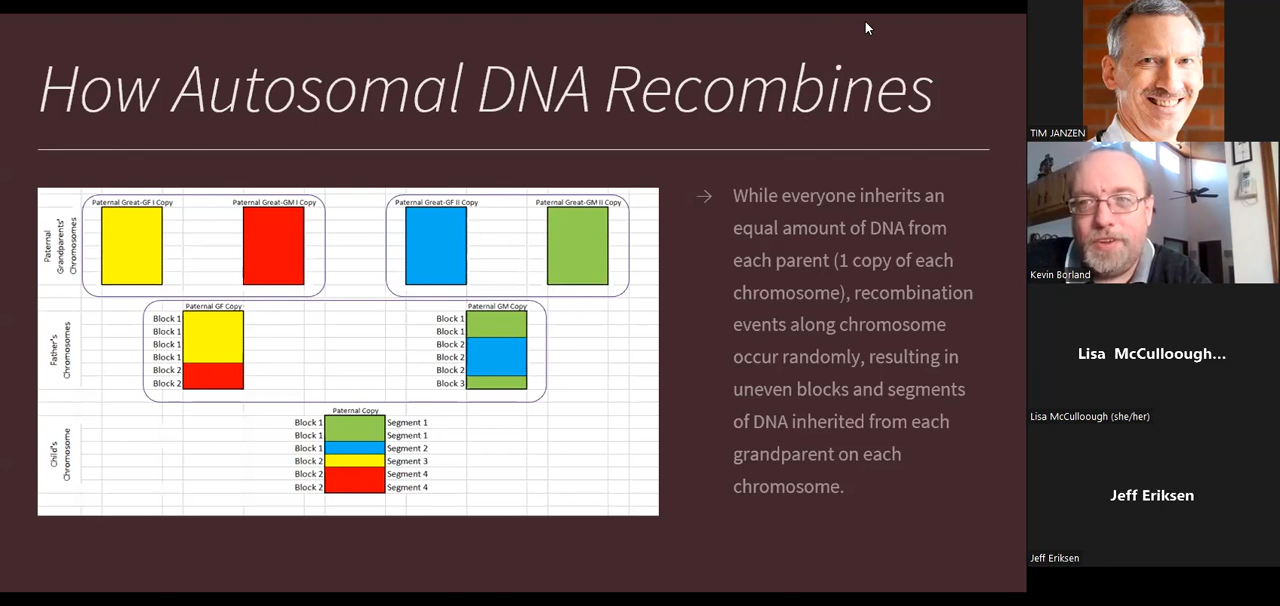 How Autosomal DNA Recombines
Paternal Grandparents' Chromosomes
Paternal Great-GF I Copy
Paternal Great-GM I Copy
Paternal Great-GF II Copy
Paternal Great-GM II Copy
Father's Chromosomes
Paternal GF Copy
Block 1
Block 1
Block 1
Block 1
Block 2
Block 2
Paternal GM Copy
Block 1
Block 1
Block 2
Block 2
Block 2
Block 3
Child's Chromosome
Paternal Copy
Block 1 Segment 1
Block 1 Segment 1
Block 1 Segment 2
Block 2 Segment 3
Block 2 Segment 4
Block 2 Segment 4
→ While everyone inherits an
equal amount of DNA from
each parent (1 copy of each
chromosome), recombination
events along chromosome
occur randomly, resulting in
uneven blocks and segments
of DNA inherited from each
grandparent on each
chromosome.
TIM JANZEN
Kevin Borland
Lisa McCulloough...
Lisa McCulloough (she/her)
Jeff Eriksen
Jeff Eriksen